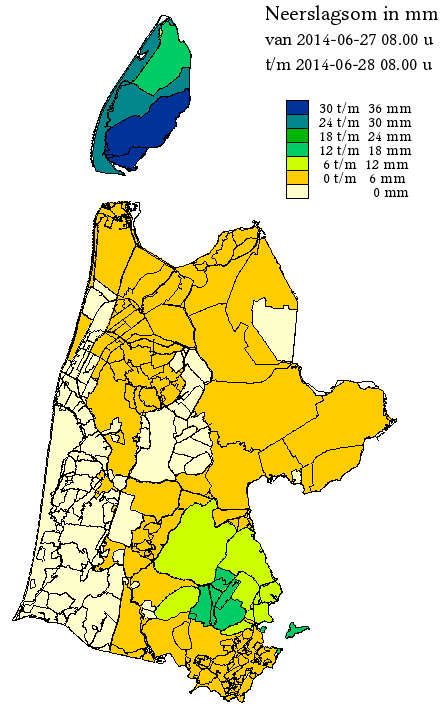 Neerslagsom in mm
van 2014-06-27 08.00 u
t/m 2014-06-28 08.00 u
30 t/m 36 mm
24 t/m 30 mm
18 t/m 24 mm
12 t/m 18 mm
6 t/m 12 mm
0 t/m 6 mm
0 mm